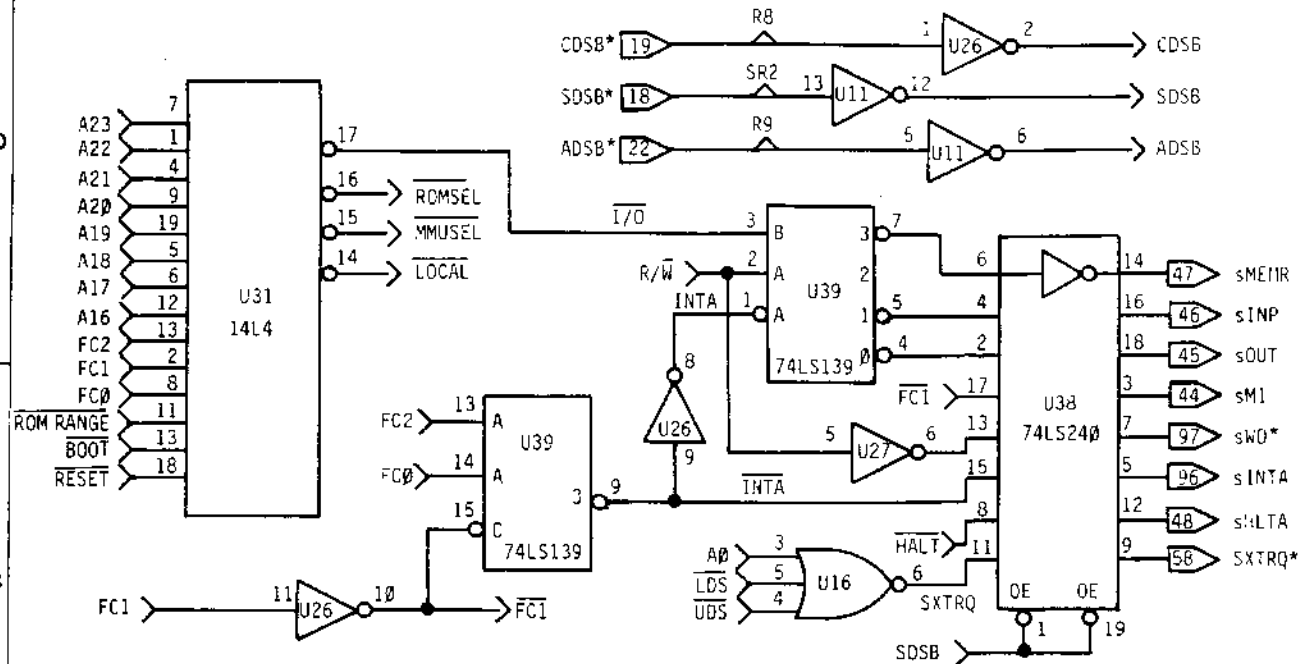 R8
CDSB* 19 1 U26 2 CDSB
SR2
SDSB* 18 13 U11 12 SDSB
R9
ADSB* 22 5 U11 6 ADSB
A23 7
A22 1
A21 4
A20 9
A19 19
A18 5
A17 6
A16 12
FC2 13
FC1 2
FC0 8
ROM RANGE 11
BOOT 13
RESET 18
U31
14L4
17
16 ROMSEL
15 MMUSEL
14 LOCAL
I/O 3 B
R/W 2 A
INTA 1 A
U39
74LS139
3 7
2
1 5
0 4
8
U26
9
FC2 13 A
FC0 14 A
15 C
U39
74LS139
3 9
INTA
FC1 11 U26 10 FC1
5 U27 6 13
6
4
2
FC1 17
15
HALT 8
11
A0 3
LDS 5
UDS 4
U16
6
SXTRQ
U38
74LS240
14 47 sMEMR
16 46 sINP
18 45 sOUT
3 44 sM1
7 97 sWO*
5 96 sINTA
12 48 sHLTA
9 58 SXTRQ*
OE OE
1 19
SDSB